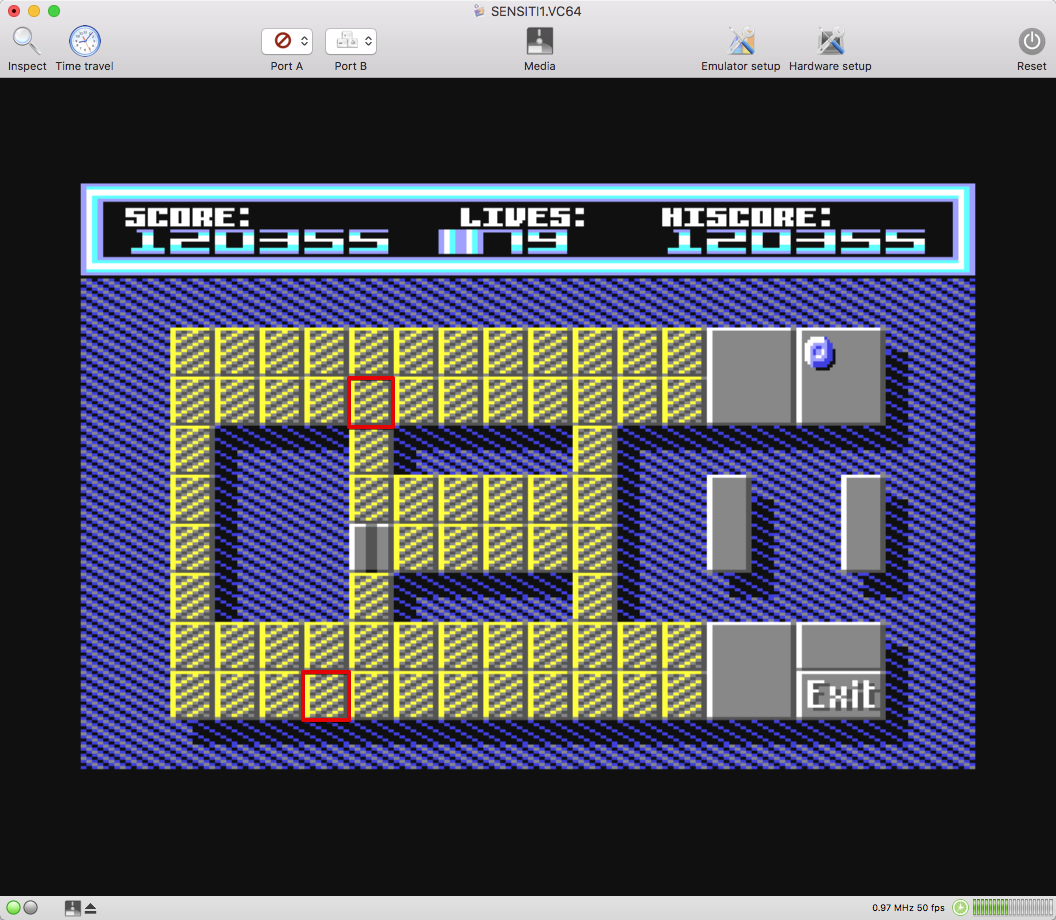 SENSITI1.VC64
Inspect Time travel Port A Port B Media Emulator setup Hardware setup Reset
SCORE: LIVES: HISCORE:
120355 79 120355
Exit
0.97 MHz 50 fps